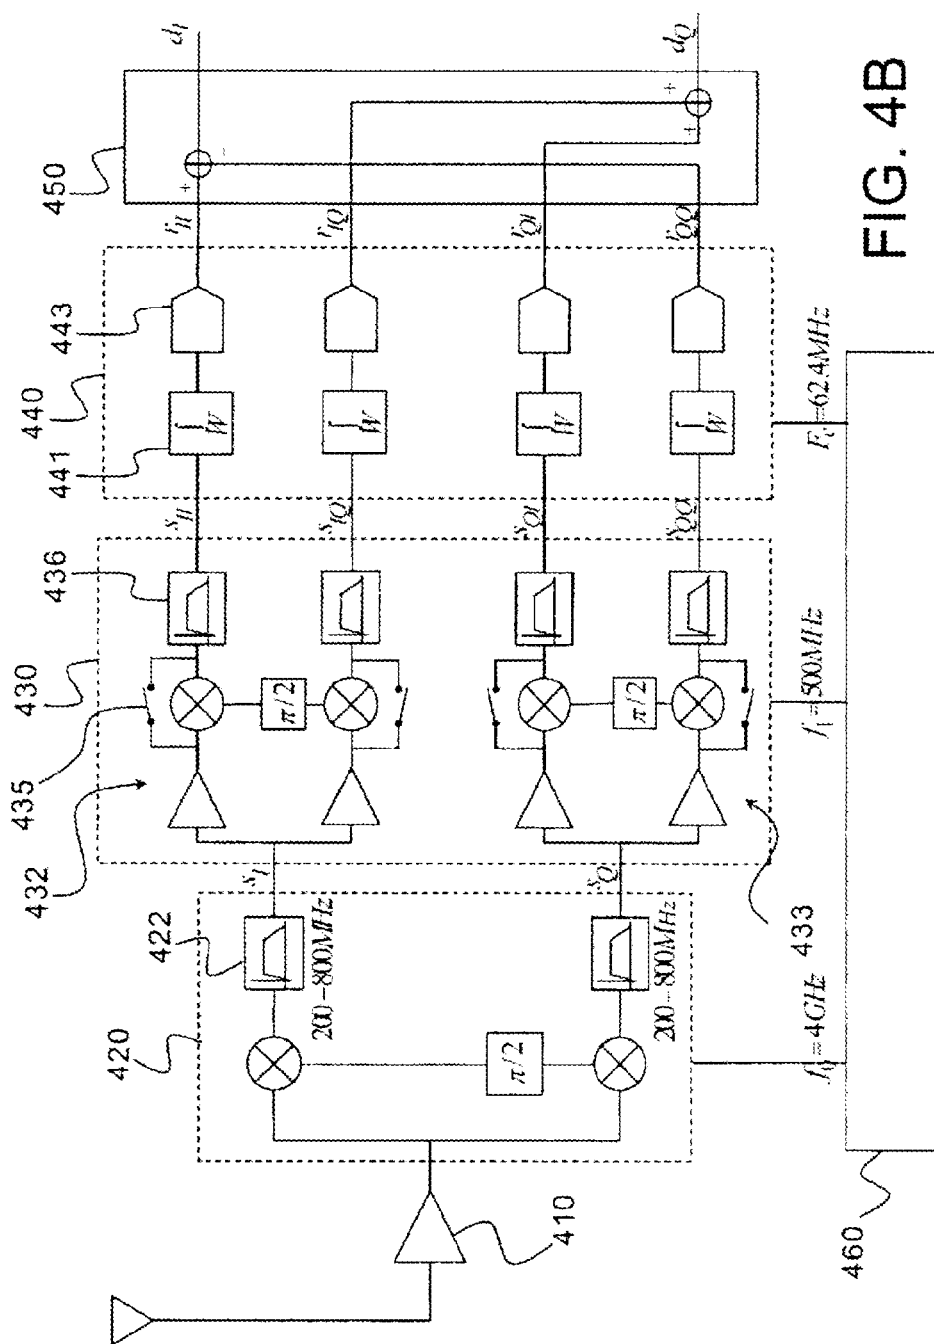 450
440
443
441
430
436
435
432
420
422
410
s_I
200-800MHz
π/2
s_Q
200-800MHz
π/2
π/2
433
s_II
s_IQ
s_QI
s_QQ
∫ W
∫ W
∫ W
∫ W
r_II
r_IQ
r_QI
r_QQ
+
−
+
+
d_I
d_Q
f_0=4GHz
f_1=500MHz
F_c=62.4MHz
460
FIG. 4B